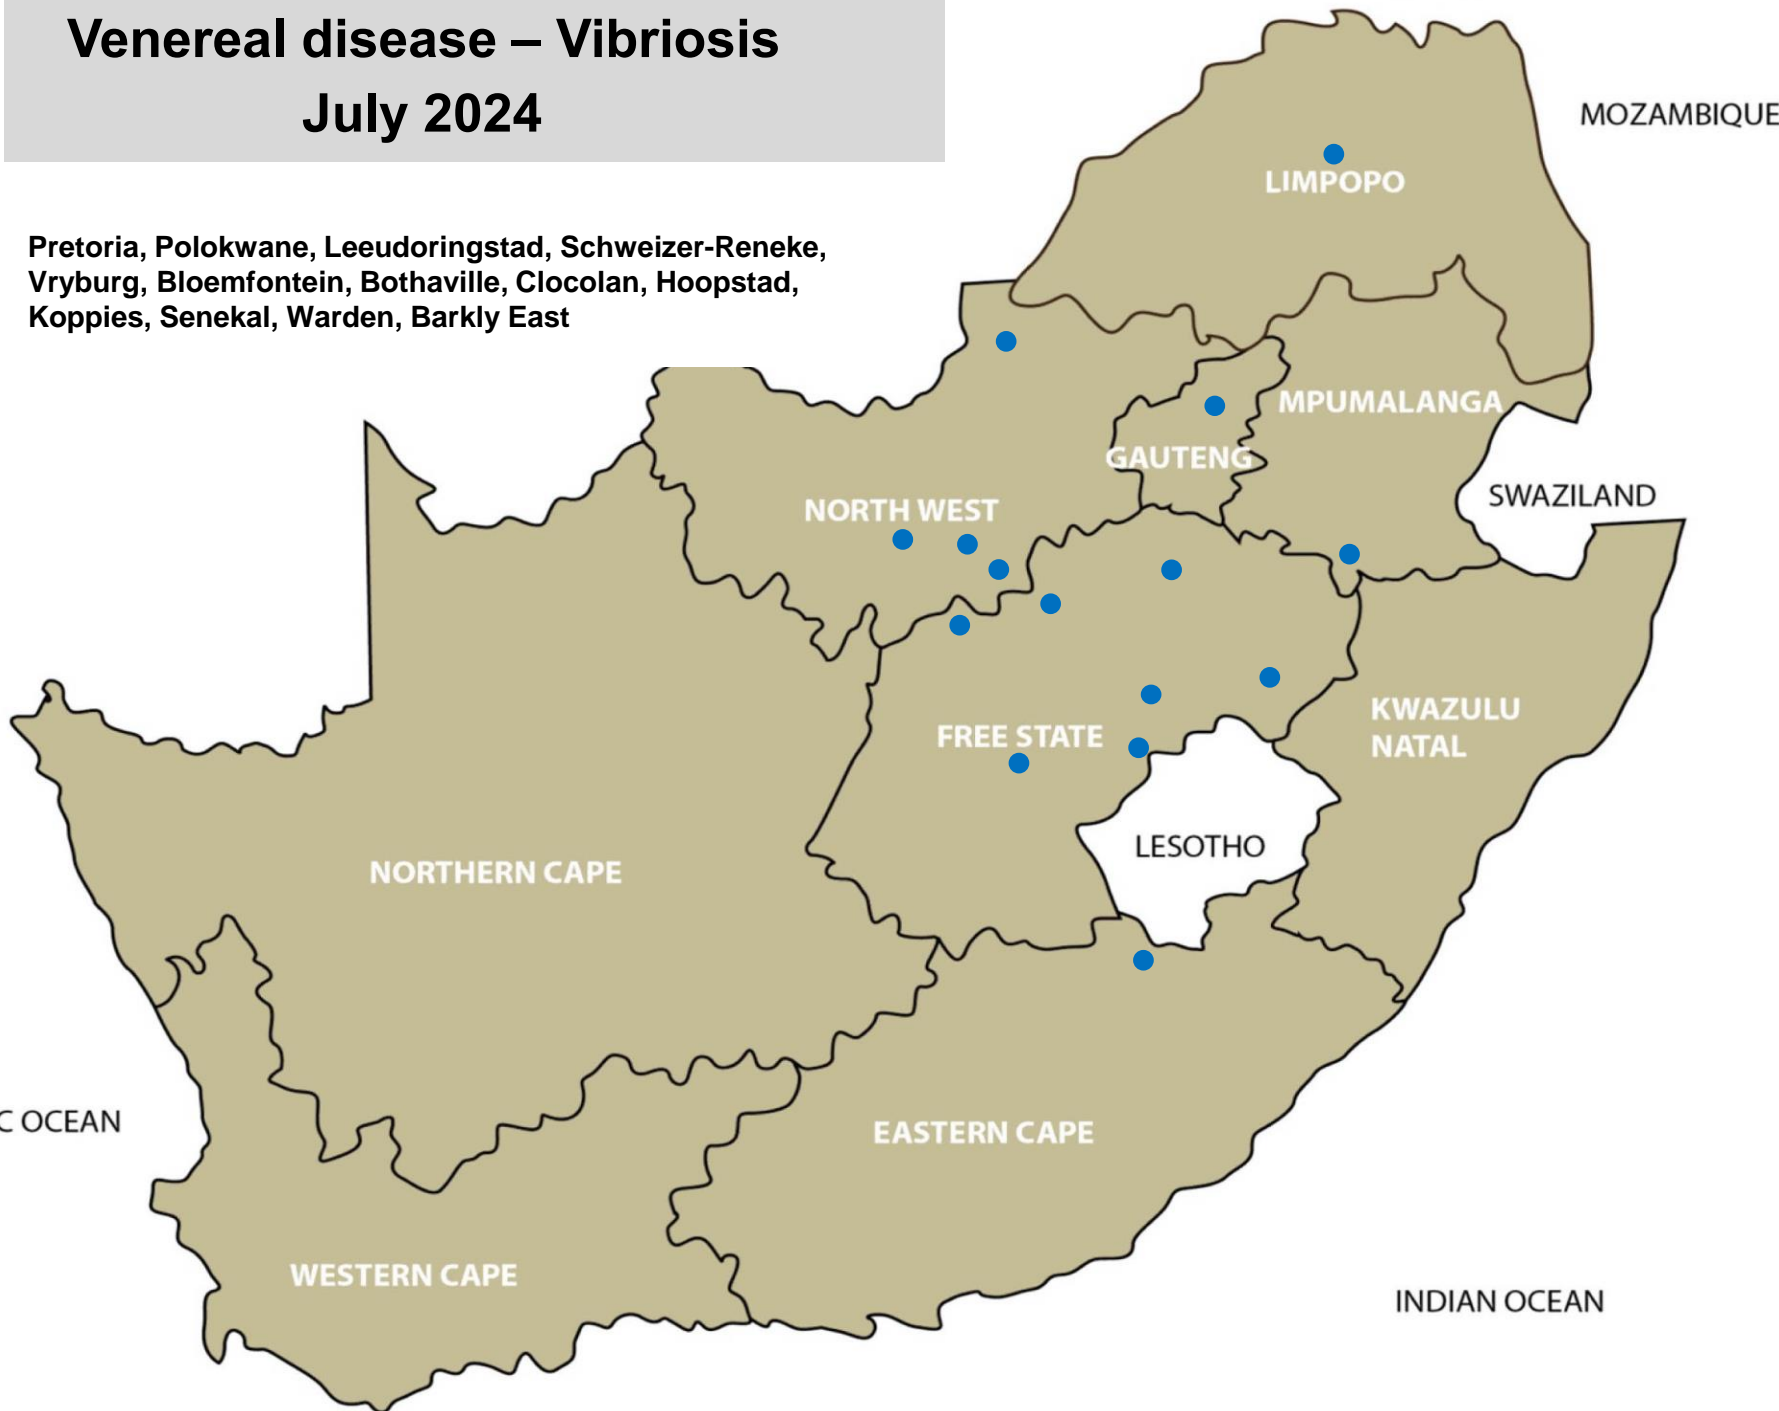 Venereal disease – Vibriosis
July 2024
Pretoria, Polokwane, Leeudoringstad, Schweizer-Reneke,
Vryburg, Bloemfontein, Bothaville, Clocolan, Hoopstad,
Koppies, Senekal, Warden, Barkly East
MOZAMBIQUE
LIMPOPO
MPUMALANGA
GAUTENG
SWAZILAND
NORTH WEST
KWAZULU
NATAL
FREE STATE
LESOTHO
NORTHERN CAPE
C OCEAN
EASTERN CAPE
WESTERN CAPE
INDIAN OCEAN